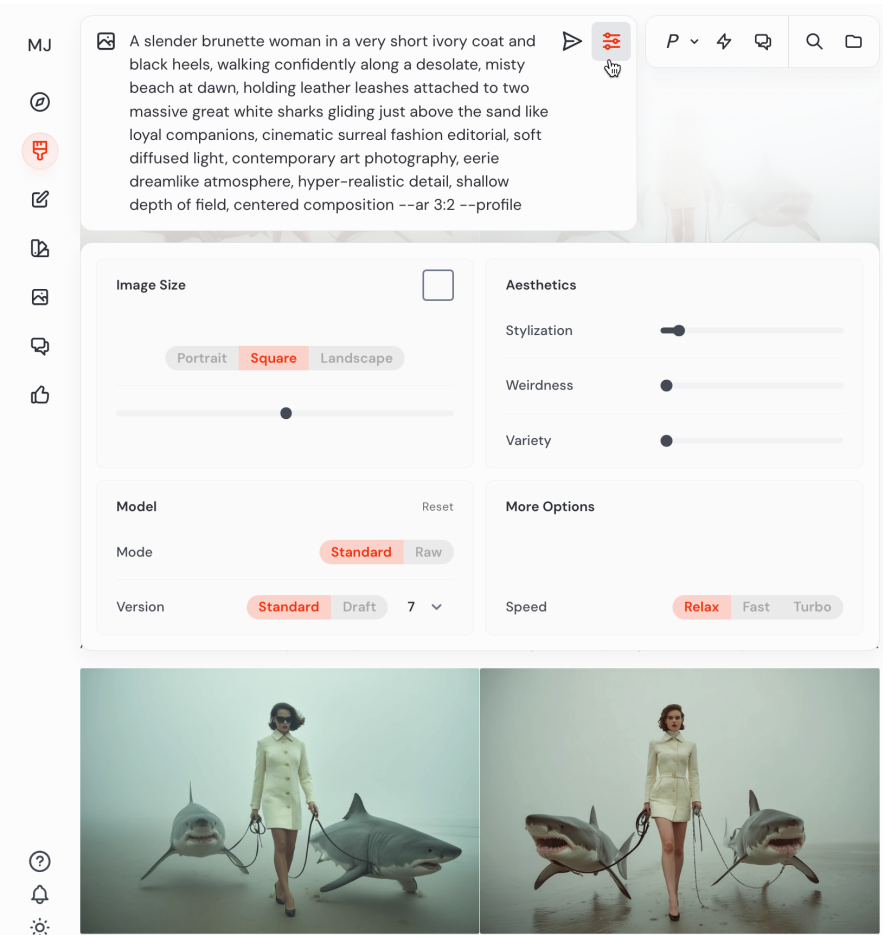 MJ
A slender brunette woman in a very short ivory coat and
black heels, walking confidently along a desolate, misty
beach at dawn, holding leather leashes attached to two
massive great white sharks gliding just above the sand like
loyal companions, cinematic surreal fashion editorial, soft
diffused light, contemporary art photography, eerie
dreamlike atmosphere, hyper-realistic detail, shallow
depth of field, centered composition --ar 3:2 --profile
P
Image Size
Portrait Square Landscape
Aesthetics
Stylization
Weirdness
Variety
Model Reset
Mode Standard Raw
Version Standard Draft 7
More Options
Speed Relax Fast Turbo